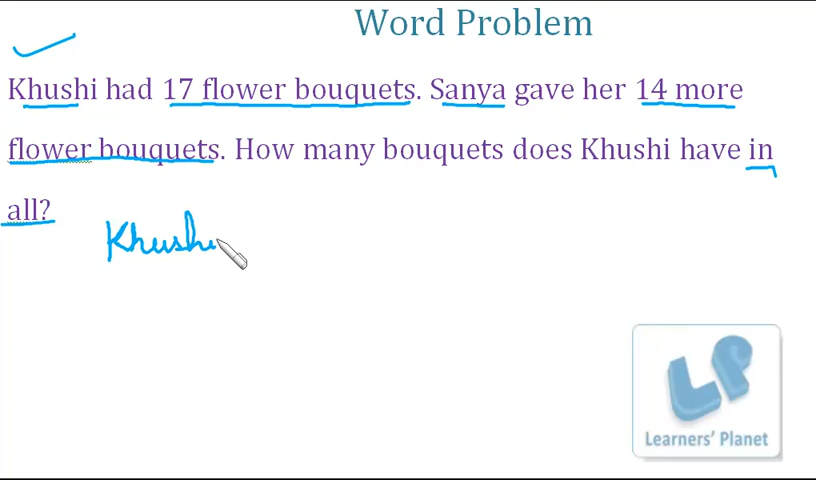 Word Problem
Khushi had 17 flower bouquets. Sanya gave her 14 more
flower bouquets. How many bouquets does Khushi have in
all?
Khushi
LP
Learners' Planet